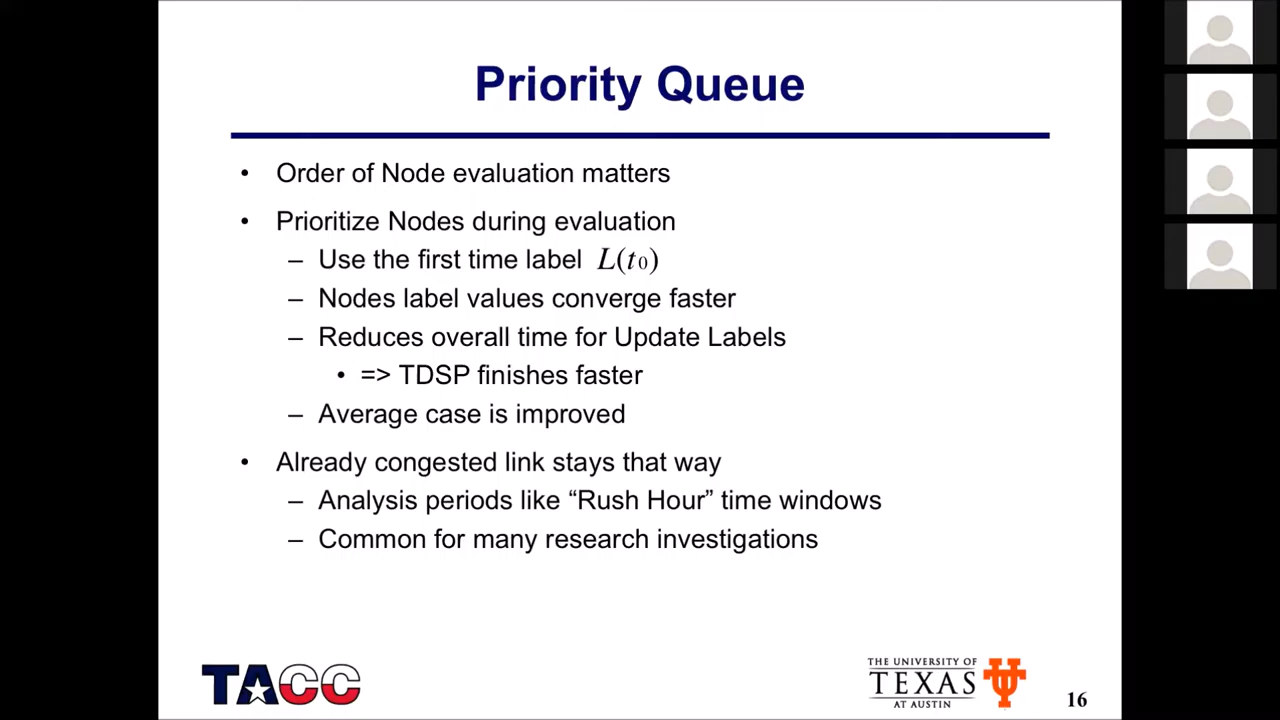 Priority Queue
• Order of Node evaluation matters
• Prioritize Nodes during evaluation
– Use the first time label L(t₀)
– Nodes label values converge faster
– Reduces overall time for Update Labels
• => TDSP finishes faster
– Average case is improved
• Already congested link stays that way
– Analysis periods like “Rush Hour” time windows
– Common for many research investigations
TACC
THE UNIVERSITY OF
TEXAS
AT AUSTIN
16